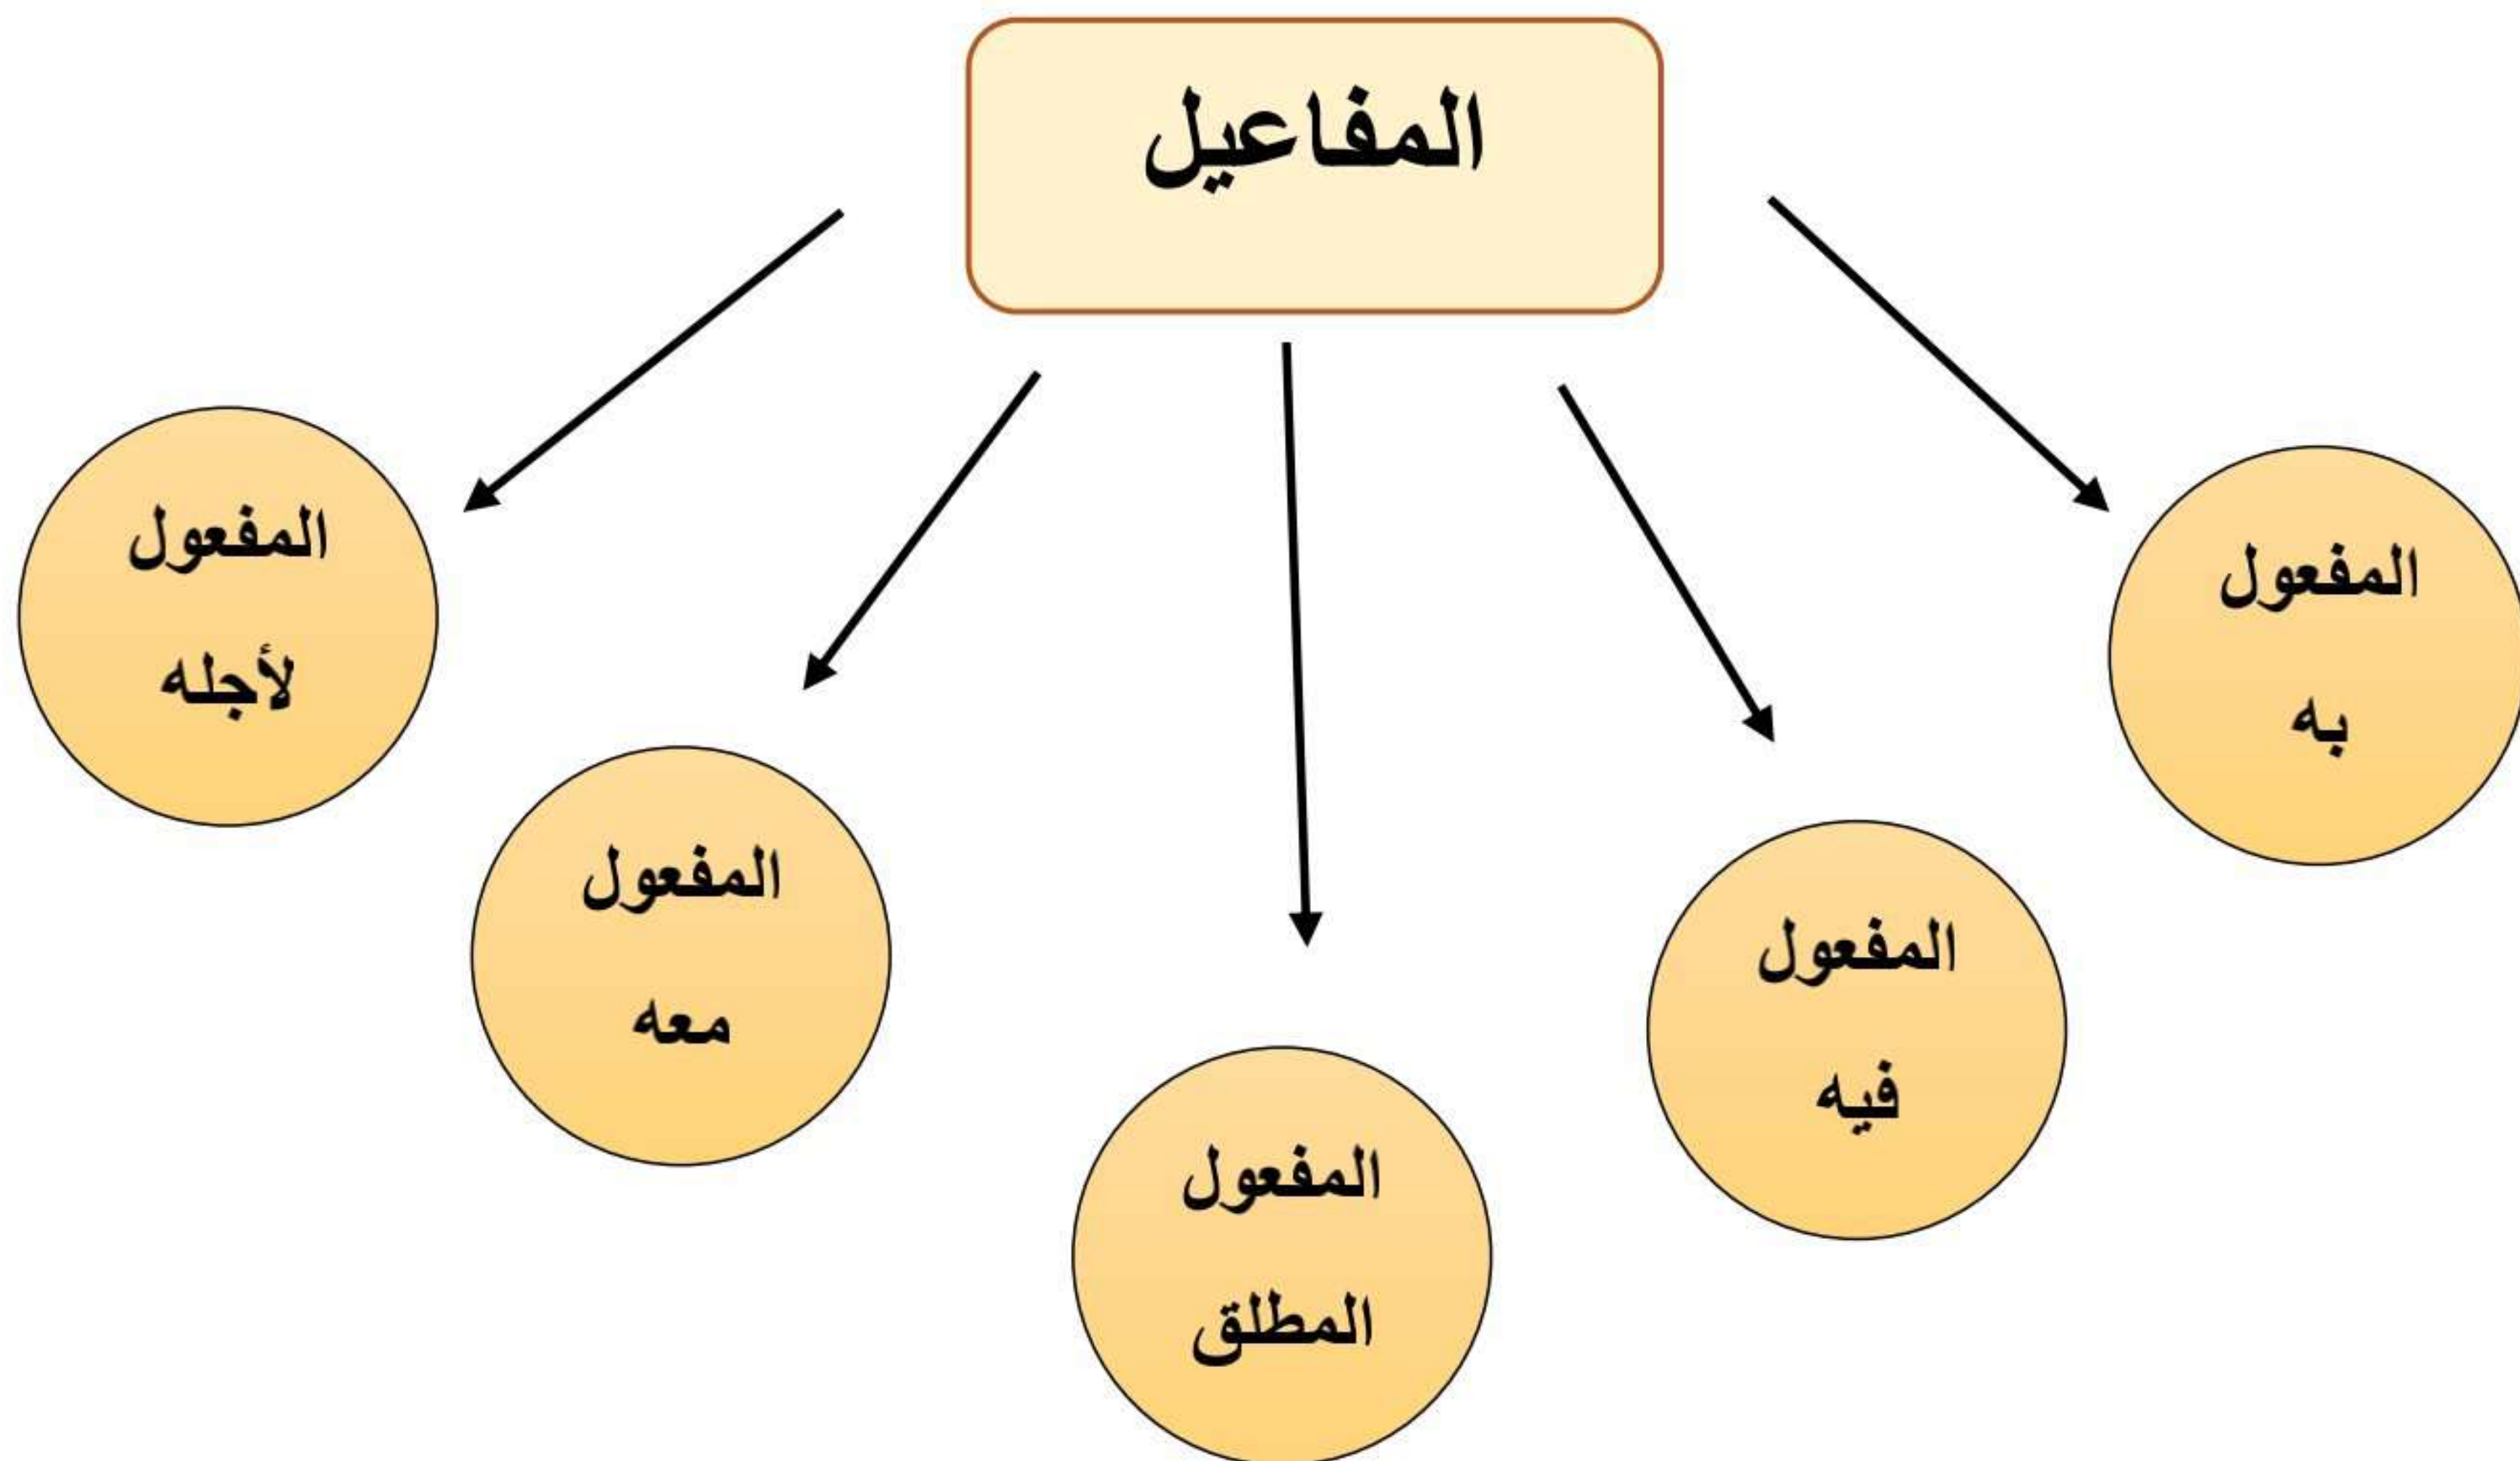 المفاعيل
المفعول
به
المفعول
فيه
المفعول
المطلق
المفعول
معه
المفعول
لأجله